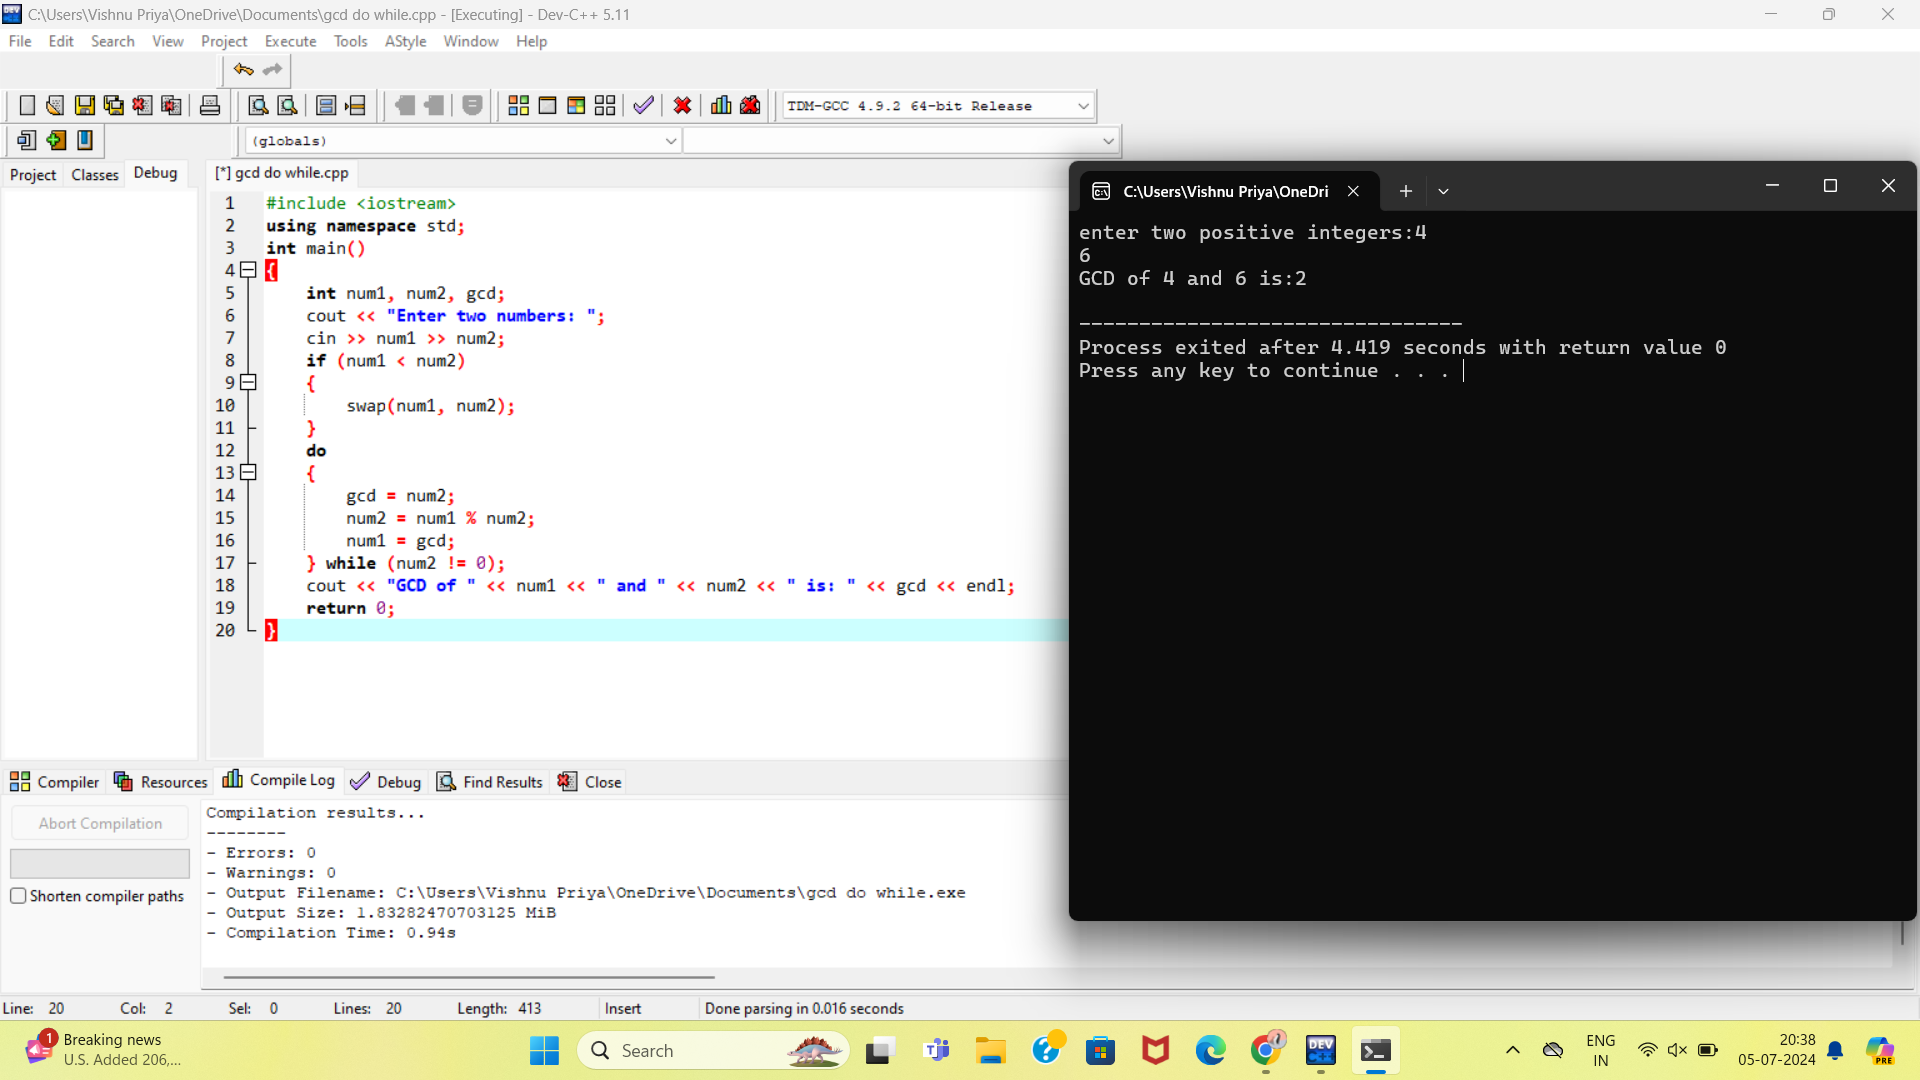 C:\Users\Vishnu Priya\OneDrive\Documents\gcd do while.cpp - [Executing] - Dev-C++ 5.11
File Edit Search View Project Execute Tools AStyle Window Help
TDM-GCC 4.9.2 64-bit Release
(globals)
Project Classes Debug
[*] gcd do while.cpp
1 #include <iostream>
2 using namespace std;
3 int main()
4 {
5 int num1, num2, gcd;
6 cout << "Enter two numbers: ";
7 cin >> num1 >> num2;
8 if (num1 < num2)
9 {
10 swap(num1, num2);
11 }
12 do
13 {
14 gcd = num2;
15 num2 = num1 % num2;
16 num1 = gcd;
17 } while (num2 != 0);
18 cout << "GCD of " << num1 << " and " << num2 << " is: " << gcd << endl;
19 return 0;
20 }
C:\Users\Vishnu Priya\OneDri
enter two positive integers:4
6
GCD of 4 and 6 is:2
--------------------------------
Process exited after 4.419 seconds with return value 0
Press any key to continue . . .
Compiler Resources Compile Log Debug Find Results Close
Abort Compilation
Shorten compiler paths
Compilation results...
--------
- Errors: 0
- Warnings: 0
- Output Filename: C:\Users\Vishnu Priya\OneDrive\Documents\gcd do while.exe
- Output Size: 1.83282470703125 MiB
- Compilation Time: 0.94s
Line: 20 Col: 2 Sel: 0 Lines: 20 Length: 413 Insert Done parsing in 0.016 seconds
1
Breaking news
U.S. Added 206,...
Search
DEV
ENG
IN
20:38
05-07-2024
PRE